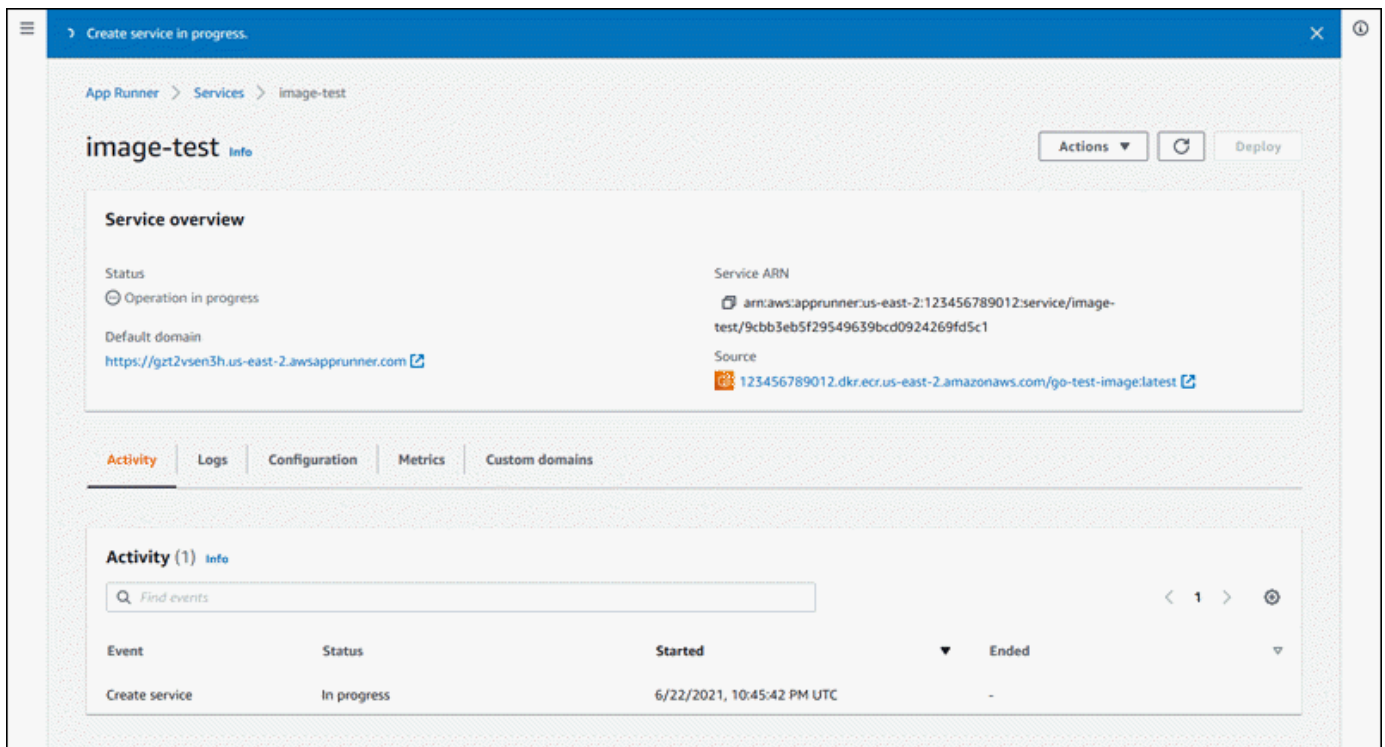 Create service in progress.
App Runner > Services > image-test
image-test Info
Actions
Deploy
Service overview
Status
Operation in progress
Default domain
https://gzt2vsen3h.us-east-2.awsapprunner.com
Service ARN
arn:aws:apprunner:us-east-2:123456789012:service/image-
test/9cbb3eb5f29549639bcd0924269fd5c1
Source
123456789012.dkr.ecr.us-east-2.amazonaws.com/go-test-image:latest
Activity Logs Configuration Metrics Custom domains
Activity (1) Info
Find events
< 1 >
Event Status Started Ended
Create service In progress 6/22/2021, 10:45:42 PM UTC -